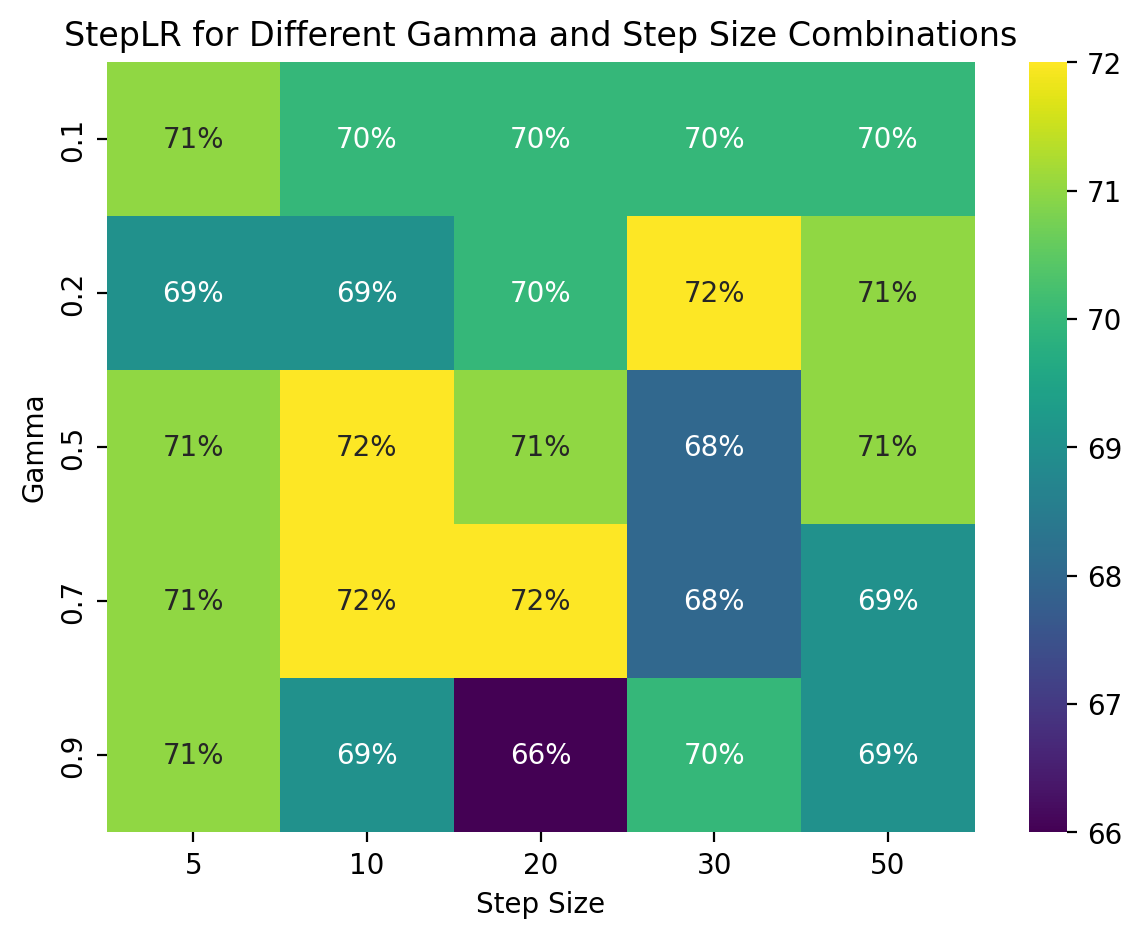 StepLR for Different Gamma and Step Size Combinations
72
0.1 71% 70% 70% 70% 70%
71
0.2 69% 69% 70% 72% 71%
70
Gamma
0.5 71% 72% 71% 68% 71%
69
0.7 71% 72% 72% 68% 69%
68
67
0.9 71% 69% 66% 70% 69%
66
5 10 20 30 50
Step Size